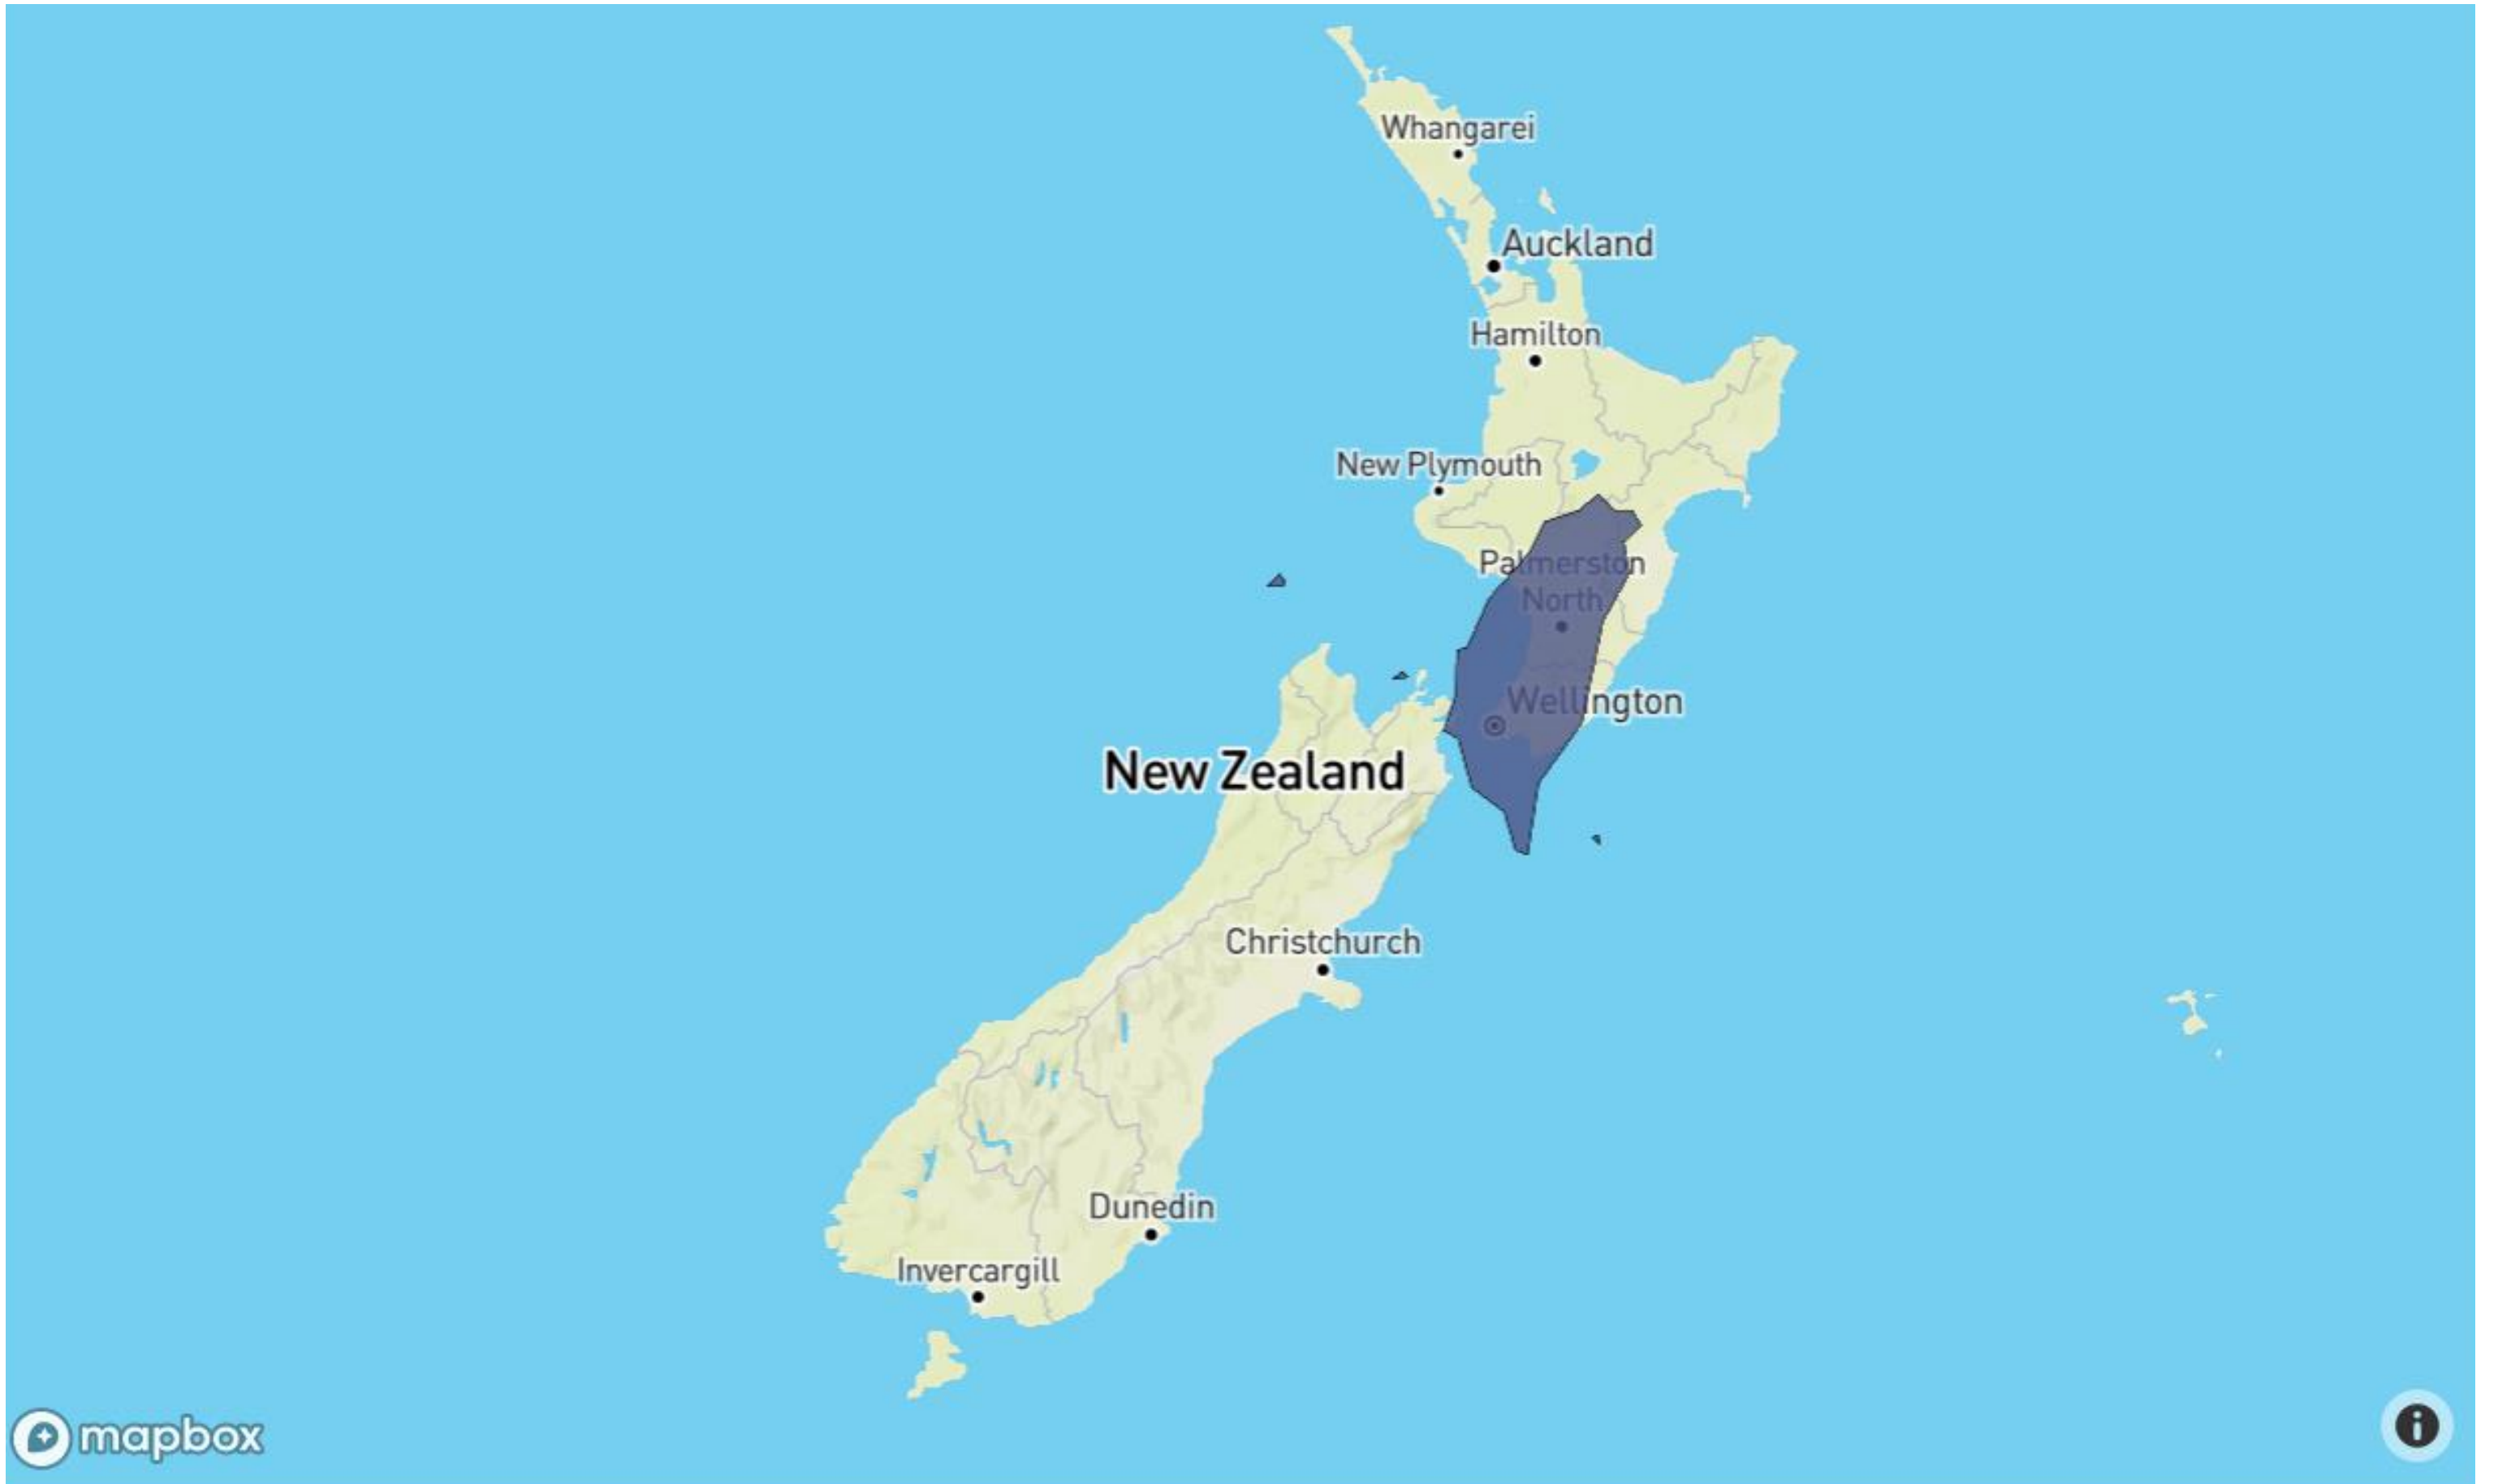 Whangarei
Auckland
Hamilton
New Plymouth
Palmerston
North
Wellington
New Zealand
Christchurch
Dunedin
Invercargill
mapbox
i